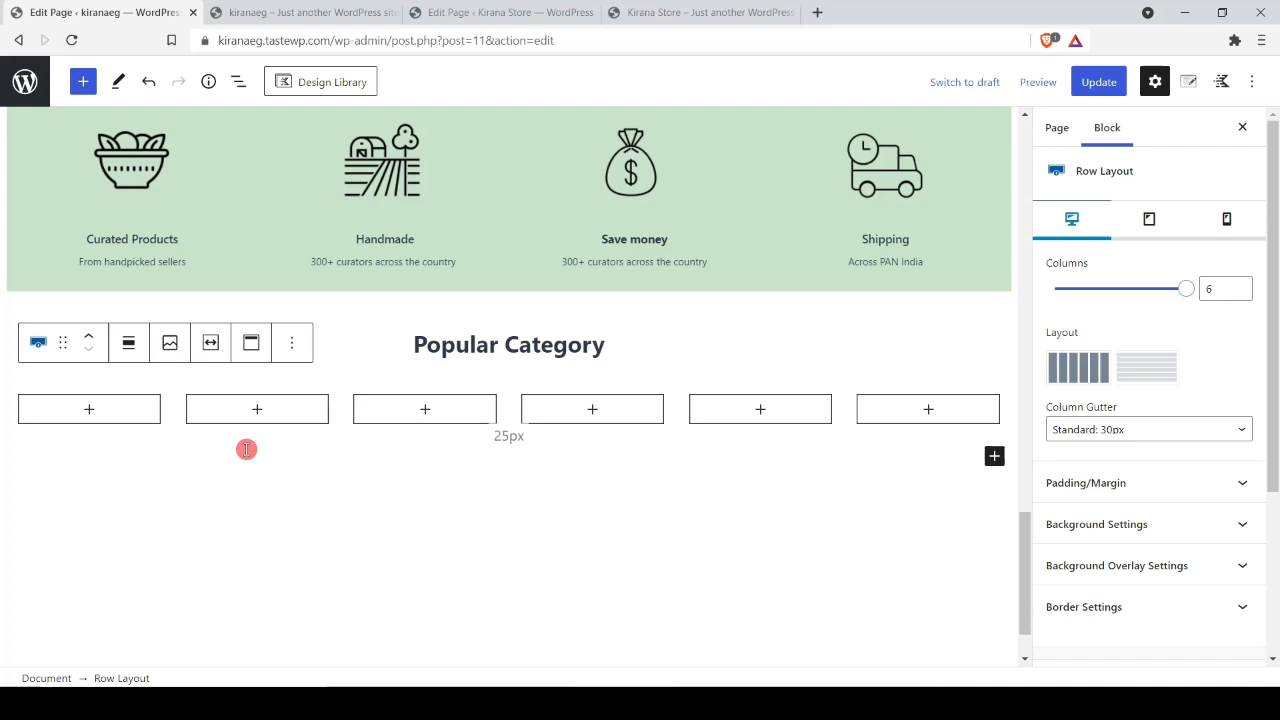 Edit Page ‹ kiranaeg — WordPres
kiranaeg – Just another WordPress site
Edit Page ‹ Kirana Store — WordPress
Kirana Store – Just another WordPress
kiranaeg.tastewp.com/wp-admin/post.php?post=11&action=edit
Design Library
Switch to draft
Preview
Update
Page
Block
Row Layout
Curated Products
From handpicked sellers
Handmade
300+ curators across the country
Save money
300+ curators across the country
Shipping
Across PAN India
Popular Category
25px
Columns
6
Layout
Column Gutter
Standard: 30px
Padding/Margin
Background Settings
Background Overlay Settings
Border Settings
Document → Row Layout